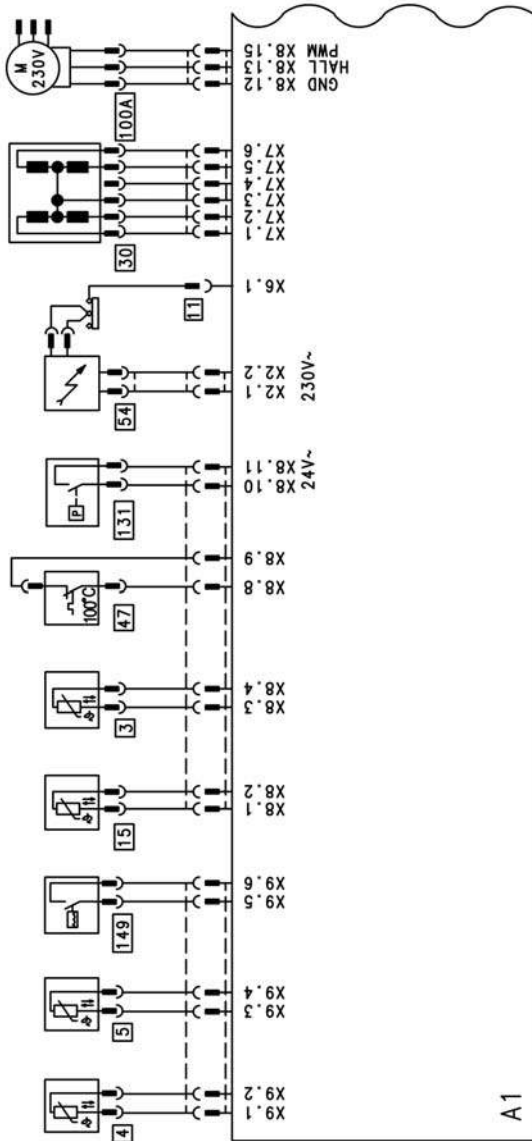 M
230V
100A
GND X8.12
HALL X8.13
PWM X8.15
30
X7.1
X7.2
X7.3
X7.4
X7.5
X7.6
11
X6.1
54
X2.1
X2.2
230V~
P
131
X8.10
X8.11
24V~
100°C
47
X8.8
X8.9
3
X8.3
X8.4
15
X8.1
X8.2
149
X9.5
X9.6
5
X9.3
X9.4
4
X9.1
X9.2
A1